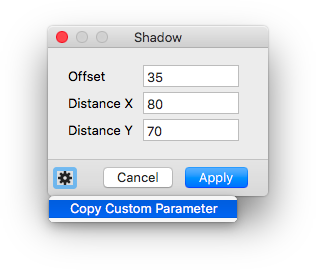 Shadow
Offset 35
Distance X 80
Distance Y 70
Cancel Apply
Copy Custom Parameter